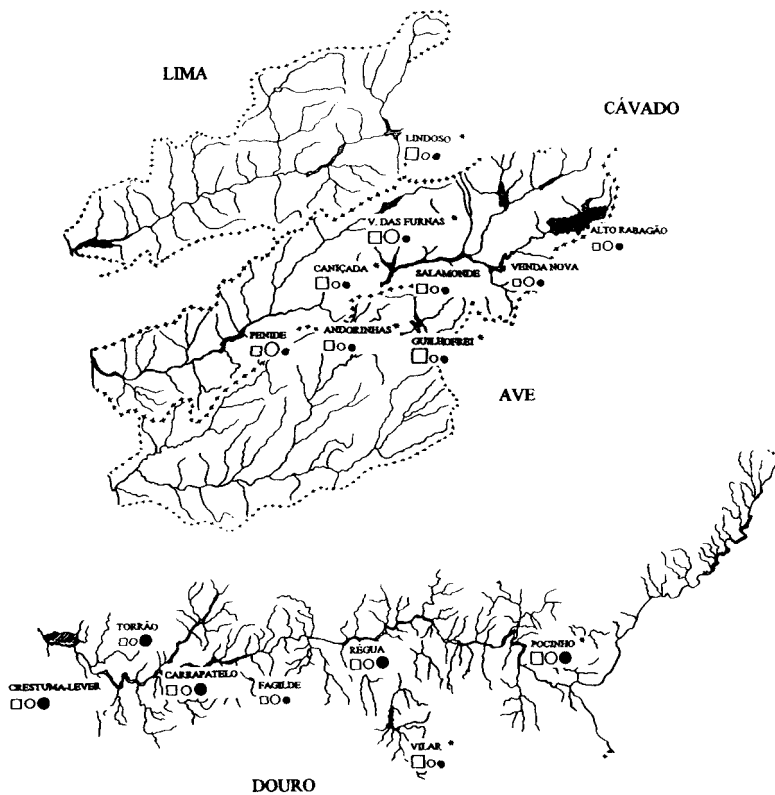 LIMA
CÁVADO
LINDOSO *
V. DAS FURNAS *
ALTO RABAGÃO
CANIÇADA *
SALAMONDE
VENDA NOVA
PENIDE
ANDORINHAS *
GUILHOFREI *
AVE
TORRÃO
RÉGUA
POCINHO *
CRESTUMA-LEVER
CARRAPATELO
FAGILDE
VILAR *
DOURO